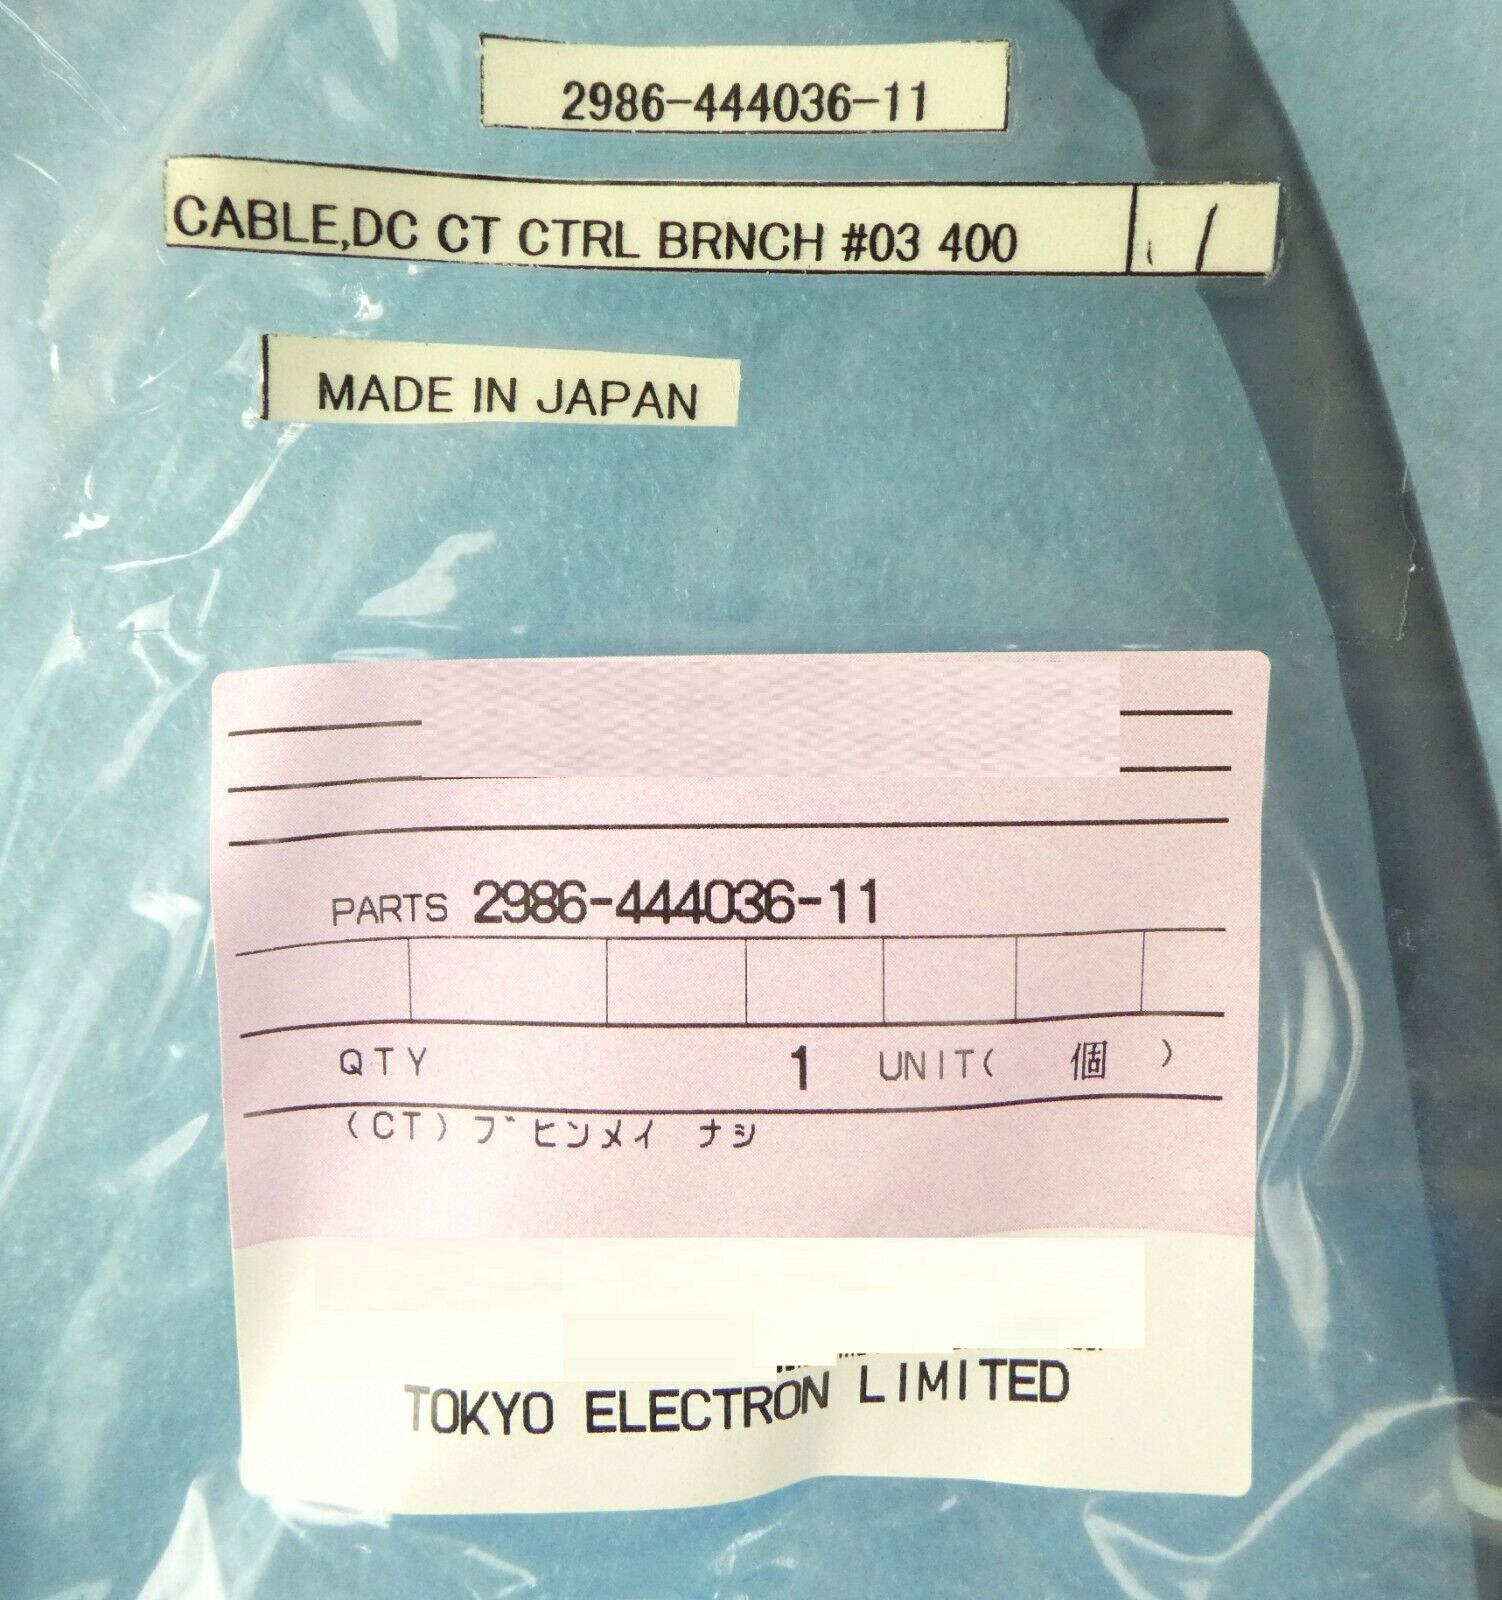 2986-444036-11
CABLE,DC CT CTRL BRNCH #03 400 1
MADE IN JAPAN
PARTS 2986-444036-11
QTY 1 UNIT( 個 )
(CT) ブヒンメイ ナシ
TOKYO ELECTRON LIMITED